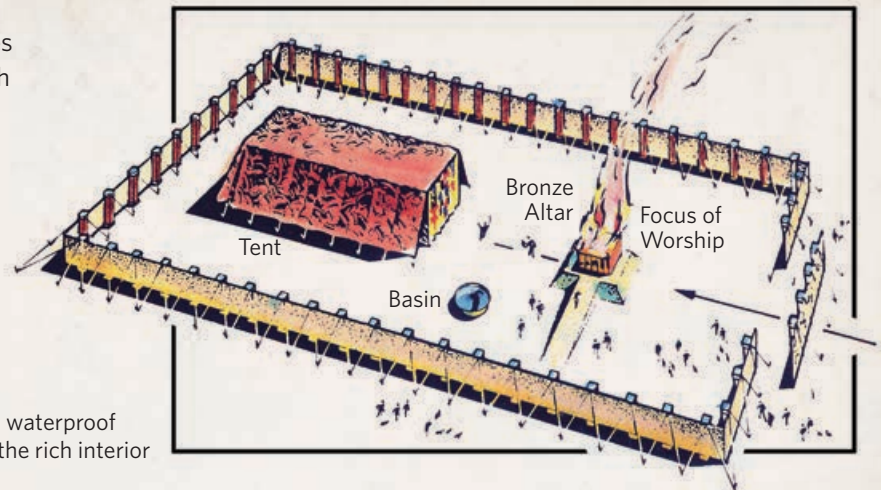 s
h
Bronze
Altar
Focus of
Worship
Tent
Basin
waterproof
the rich interior